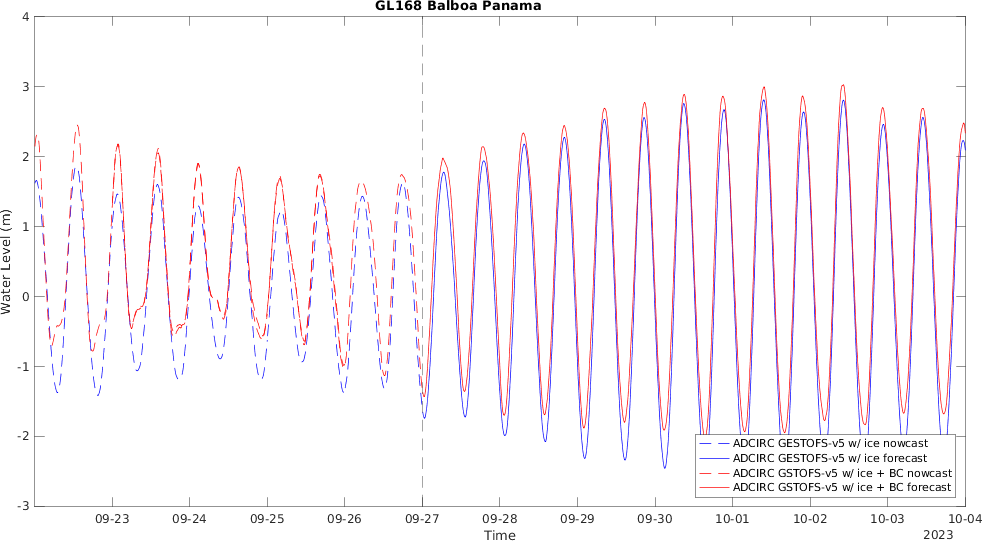 GL168 Balboa Panama
Water Level (m)
4
3
2
1
0
-1
-2
-3
ADCIRC GESTOFS-v5 w/ ice nowcast
ADCIRC GESTOFS-v5 w/ ice forecast
ADCIRC GSTOFS-v5 w/ ice + BC nowcast
ADCIRC GSTOFS-v5 w/ ice + BC forecast
09-23 09-24 09-25 09-26 09-27 09-28 09-29 09-30 10-01 10-02 10-03 10-04
Time
2023